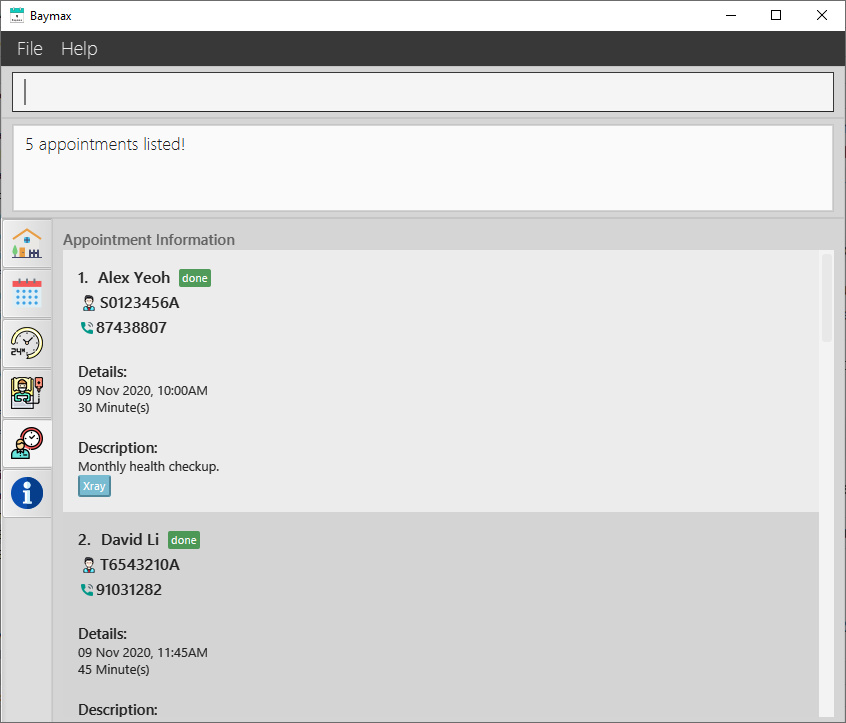 Baymax
File Help
5 appointments listed!
Appointment Information
1. Alex Yeoh done
S0123456A
87438807
Details:
09 Nov 2020, 10:00AM
30 Minute(s)
Description:
Monthly health checkup.
Xray
2. David Li done
T6543210A
91031282
Details:
09 Nov 2020, 11:45AM
45 Minute(s)
Description: